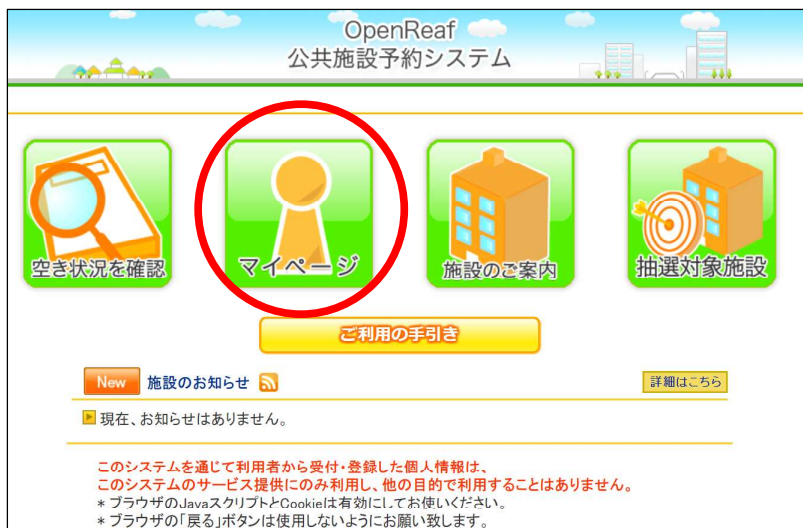 OpenReaf
公共施設予約システム
空き状況を確認
マイページ
施設のご案内
抽選対象施設
ご利用の手引き
New 施設のお知らせ 詳細はこちら
現在、お知らせはありません。
このシステムを通じて利用者から受付・登録した個人情報は、
このシステムのサービス提供にのみ利用し、他の目的で利用することはありません。
* ブラウザのJavaスクリプトとCookieは有効にしてお使いください。
* ブラウザの「戻る」ボタンは使用しないようにお願い致します。